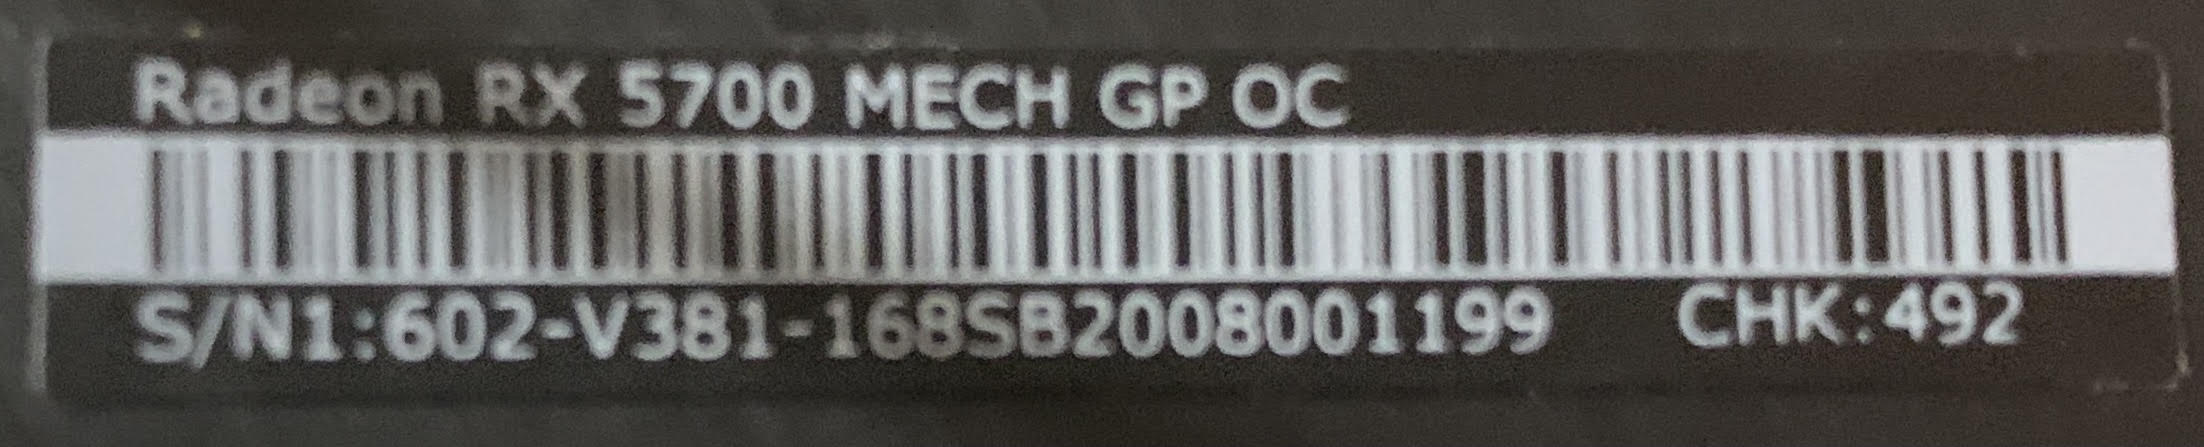 Radeon RX 5700 MECH GP OC
S/N1:602-V381-168SB2008001199 CHK:492